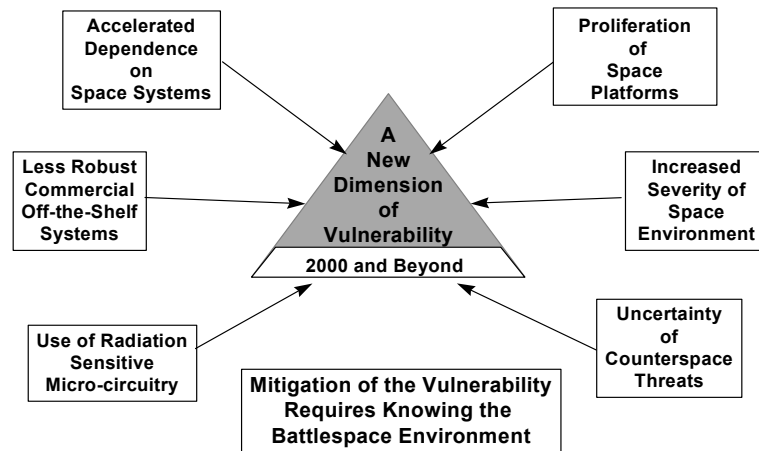 Accelerated
Dependence
on
Space Systems
Proliferation
of
Space
Platforms
A
New
Dimension
of
Vulnerability
2000 and Beyond
Less Robust
Commercial
Off-the-Shelf
Systems
Increased
Severity of
Space
Environment
Use of Radiation
Sensitive
Micro-circuitry
Uncertainty
of
Counterspace
Threats
Mitigation of the Vulnerability
Requires Knowing the
Battlespace Environment